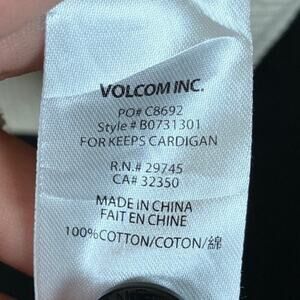 VOLCOM INC.
PO# C8692
Style # B0731301
FOR KEEPS CARDIGAN
R.N.# 29745
CA# 32350
MADE IN CHINA
FAIT EN CHINE
100%COTTON/COTON/綿